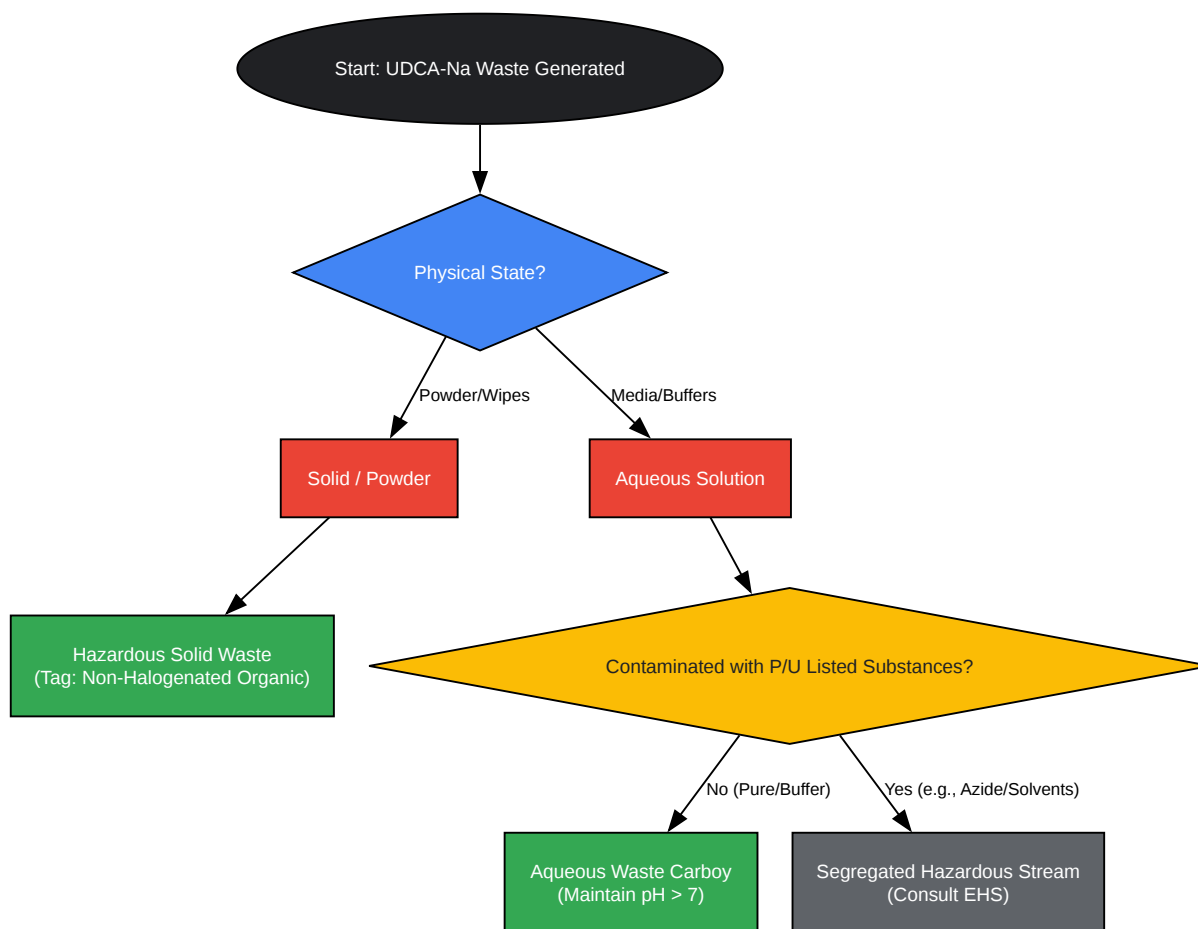 Start: UDCA-Na Waste Generated
Physical State?
Powder/Wipes
Media/Buffers
Solid / Powder
Aqueous Solution
Hazardous Solid Waste
(Tag: Non-Halogenated Organic)
Contaminated with P/U Listed Substances?
No (Pure/Buffer)
Yes (e.g., Azide/Solvents)
Aqueous Waste Carboy
(Maintain pH > 7)
Segregated Hazardous Stream
(Consult EHS)